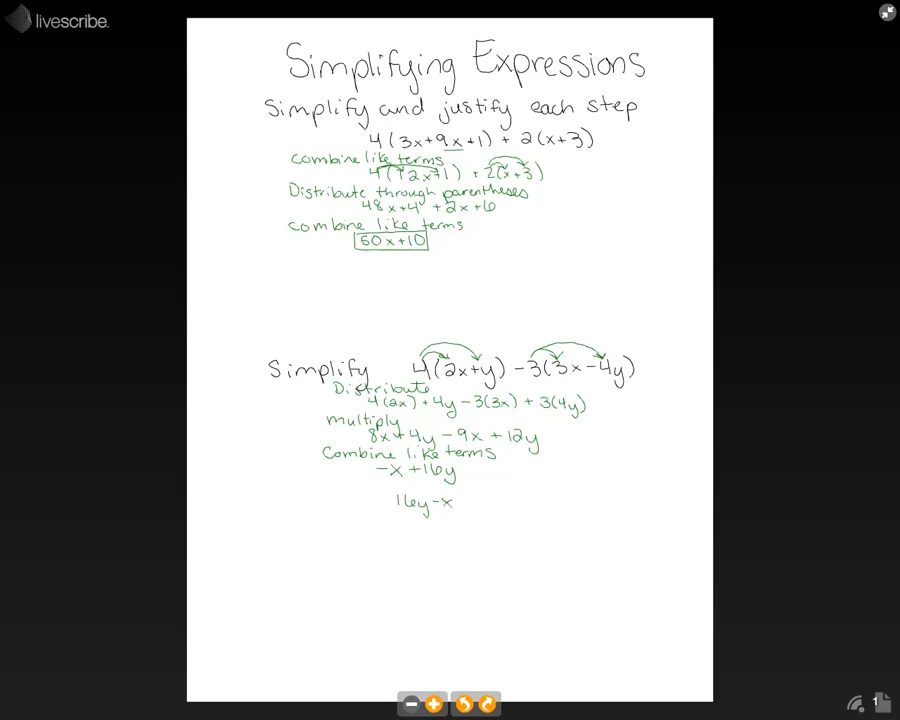 livescribe.
Simplifying Expressions
Simplify and justify each step
4(3x+9x+1) + 2(x+3)
combine like terms
4(12x+1) + 2(x+3)
Distribute through parentheses
48x+4 +2x+6
combine like terms
50x+10
Simplify 4(2x+y) -3(3x-4y)
Distribute
4(2x) + 4y -3(3x) + 3(4y)
multiply
8x+4y-9x+12y
Combine like terms
-x +16y
16y-x
1